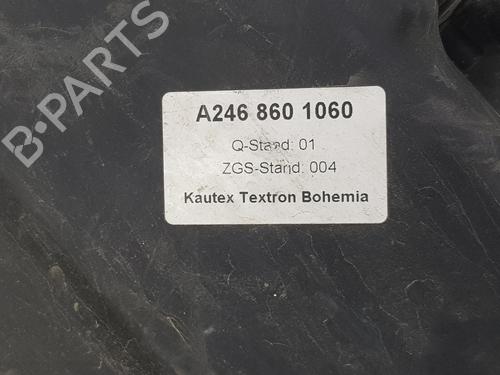 B-PARTS
A246 860 1060
Q-Stand: 01
ZGS-Stand: 004
Kautex Textron Bohemia